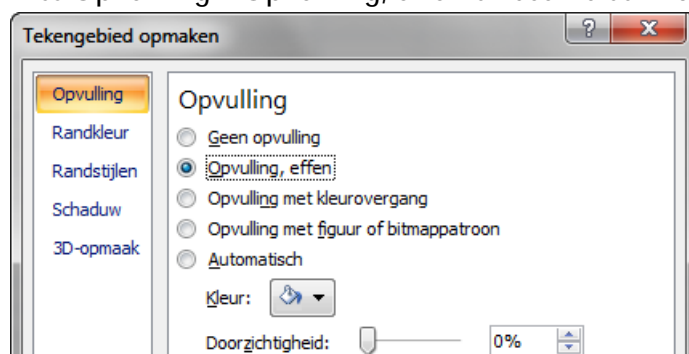 Tekengebied opmaken
Opvulling
Randkleur
Randstijlen
Schaduw
3D-opmaak
Opvulling
Geen opvulling
Opvulling, effen
Opvulling met kleurovergang
Opvulling met figuur of bitmappatroon
Automatisch
Kleur:
Doorzichtigheid: 0%